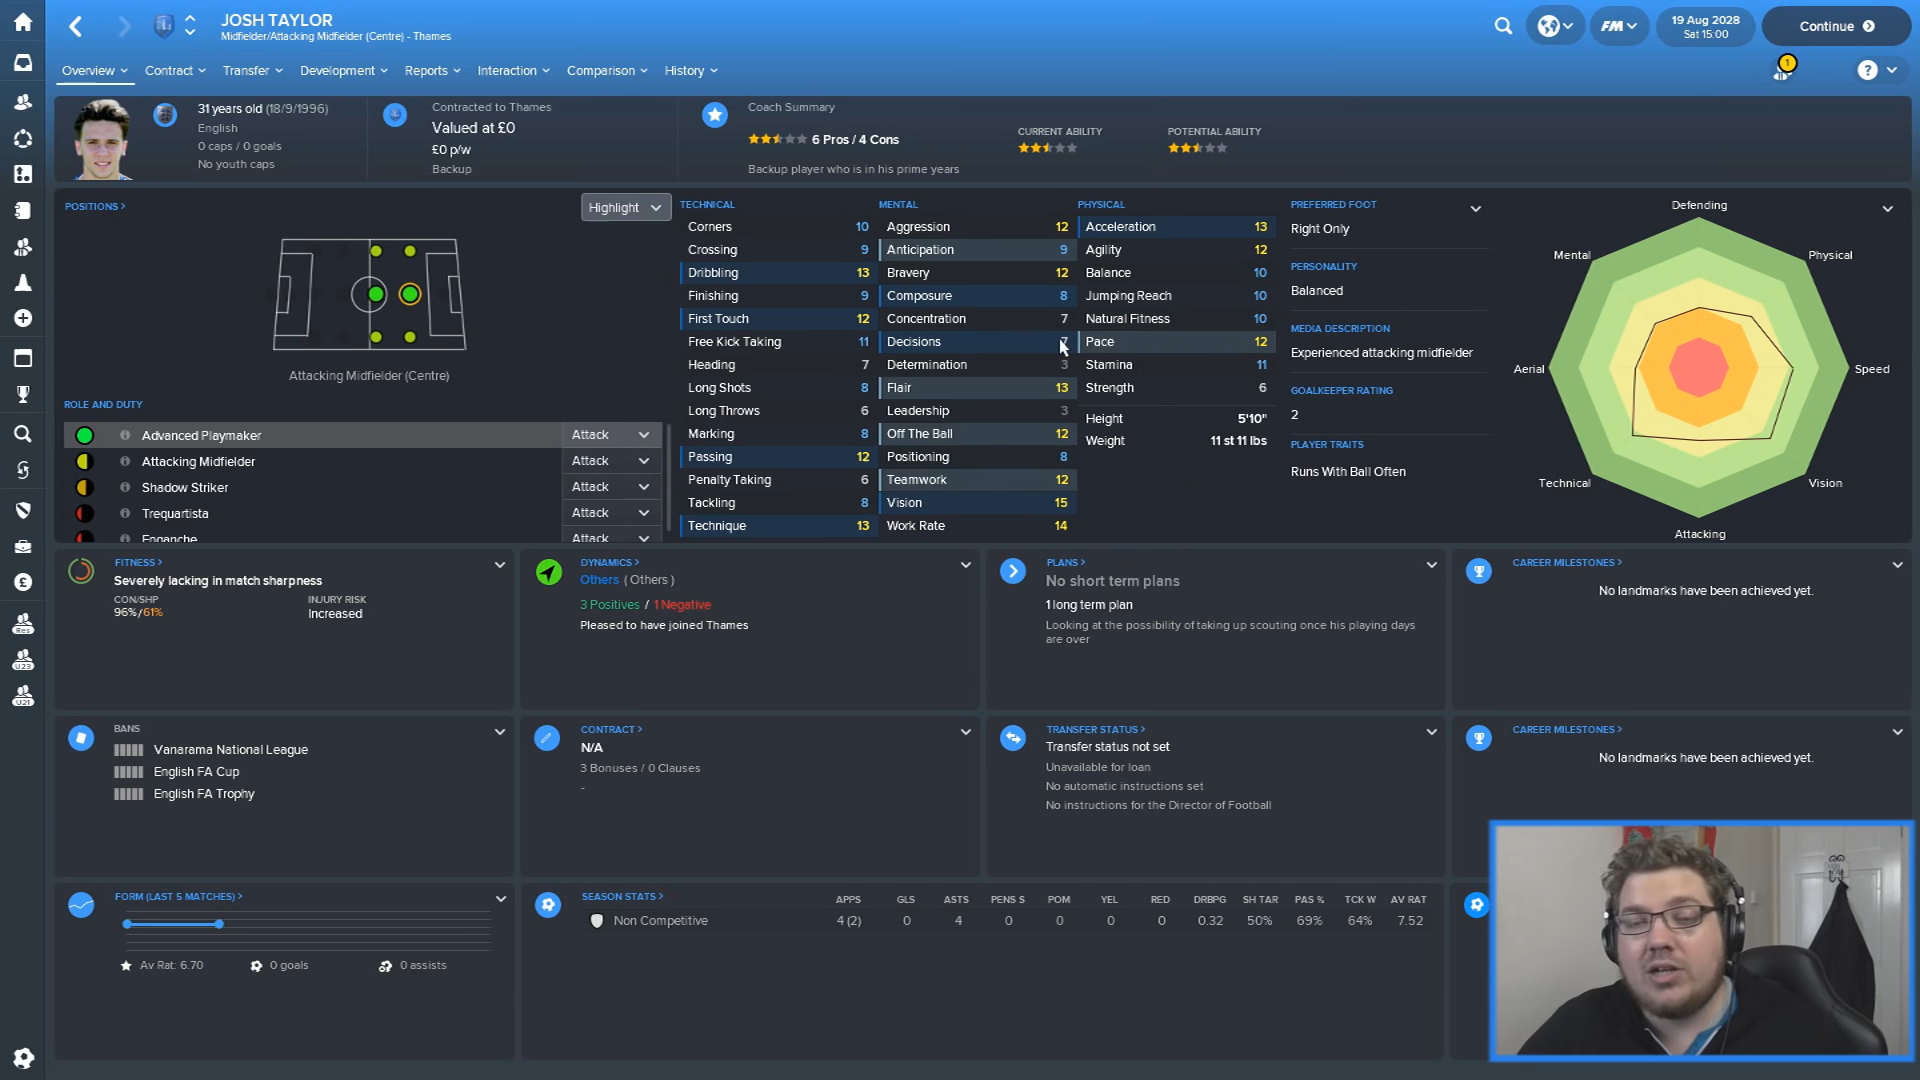 JOSH TAYLOR
Midfielder/Attacking Midfielder (Centre) - Thames
FM
19 Aug 2028
Sat 15:00
Continue
Overview
Contract
Transfer
Development
Reports
Interaction
Comparison
History
1
?
31 years old (18/9/1996)
English
0 caps / 0 goals
No youth caps
Contracted to Thames
Valued at £0
£0 p/w
Backup
Coach Summary
6 Pros / 4 Cons
Backup player who is in his prime years
CURRENT ABILITY
POTENTIAL ABILITY
POSITIONS >
Highlight
Attacking Midfielder (Centre)
ROLE AND DUTY
Advanced Playmaker Attack
Attacking Midfielder Attack
Shadow Striker Attack
Trequartista Attack
Enganche Attack
TECHNICAL
Corners 10
Crossing 9
Dribbling 13
Finishing 9
First Touch 12
Free Kick Taking 11
Heading 7
Long Shots 8
Long Throws 6
Marking 8
Passing 12
Penalty Taking 6
Tackling 8
Technique 13
MENTAL
Aggression 12
Anticipation 9
Bravery 12
Composure 8
Concentration 7
Decisions
Determination 3
Flair 13
Leadership 3
Off The Ball 12
Positioning 8
Teamwork 12
Vision 15
Work Rate 14
PHYSICAL
Acceleration 13
Agility 12
Balance 10
Jumping Reach 10
Natural Fitness 10
Pace 12
Stamina 11
Strength 6
Height 5'10"
Weight 11 st 11 lbs
PREFERRED FOOT
Right Only
PERSONALITY
Balanced
MEDIA DESCRIPTION
Experienced attacking midfielder
GOALKEEPER RATING
2
PLAYER TRAITS
Runs With Ball Often
Defending
Mental
Physical
Aerial
Speed
Technical
Vision
Attacking
FITNESS >
Severely lacking in match sharpness
CON/SHP
96%/61%
INJURY RISK
Increased
DYNAMICS >
Others ( Others )
3 Positives / 1 Negative
Pleased to have joined Thames
PLANS >
No short term plans
1 long term plan
Looking at the possibility of taking up scouting once his playing days
are over
CAREER MILESTONES >
No landmarks have been achieved yet.
BANS
Vanarama National League
English FA Cup
English FA Trophy
CONTRACT >
N/A
3 Bonuses / 0 Clauses
-
TRANSFER STATUS >
Transfer status not set
Unavailable for loan
No automatic instructions set
No instructions for the Director of Football
CAREER MILESTONES >
No landmarks have been achieved yet.
FORM (LAST 5 MATCHES) >
Av Rat: 6.70
0 goals
0 assists
SEASON STATS >
APPS GLS ASTS PENS S POM YEL RED DRBPG SH TAR PAS % TCK W AV RAT
Non Competitive 4 (2) 0 4 0 0 0 0 0.32 50% 69% 64% 7.52
£
Res
U23
U21